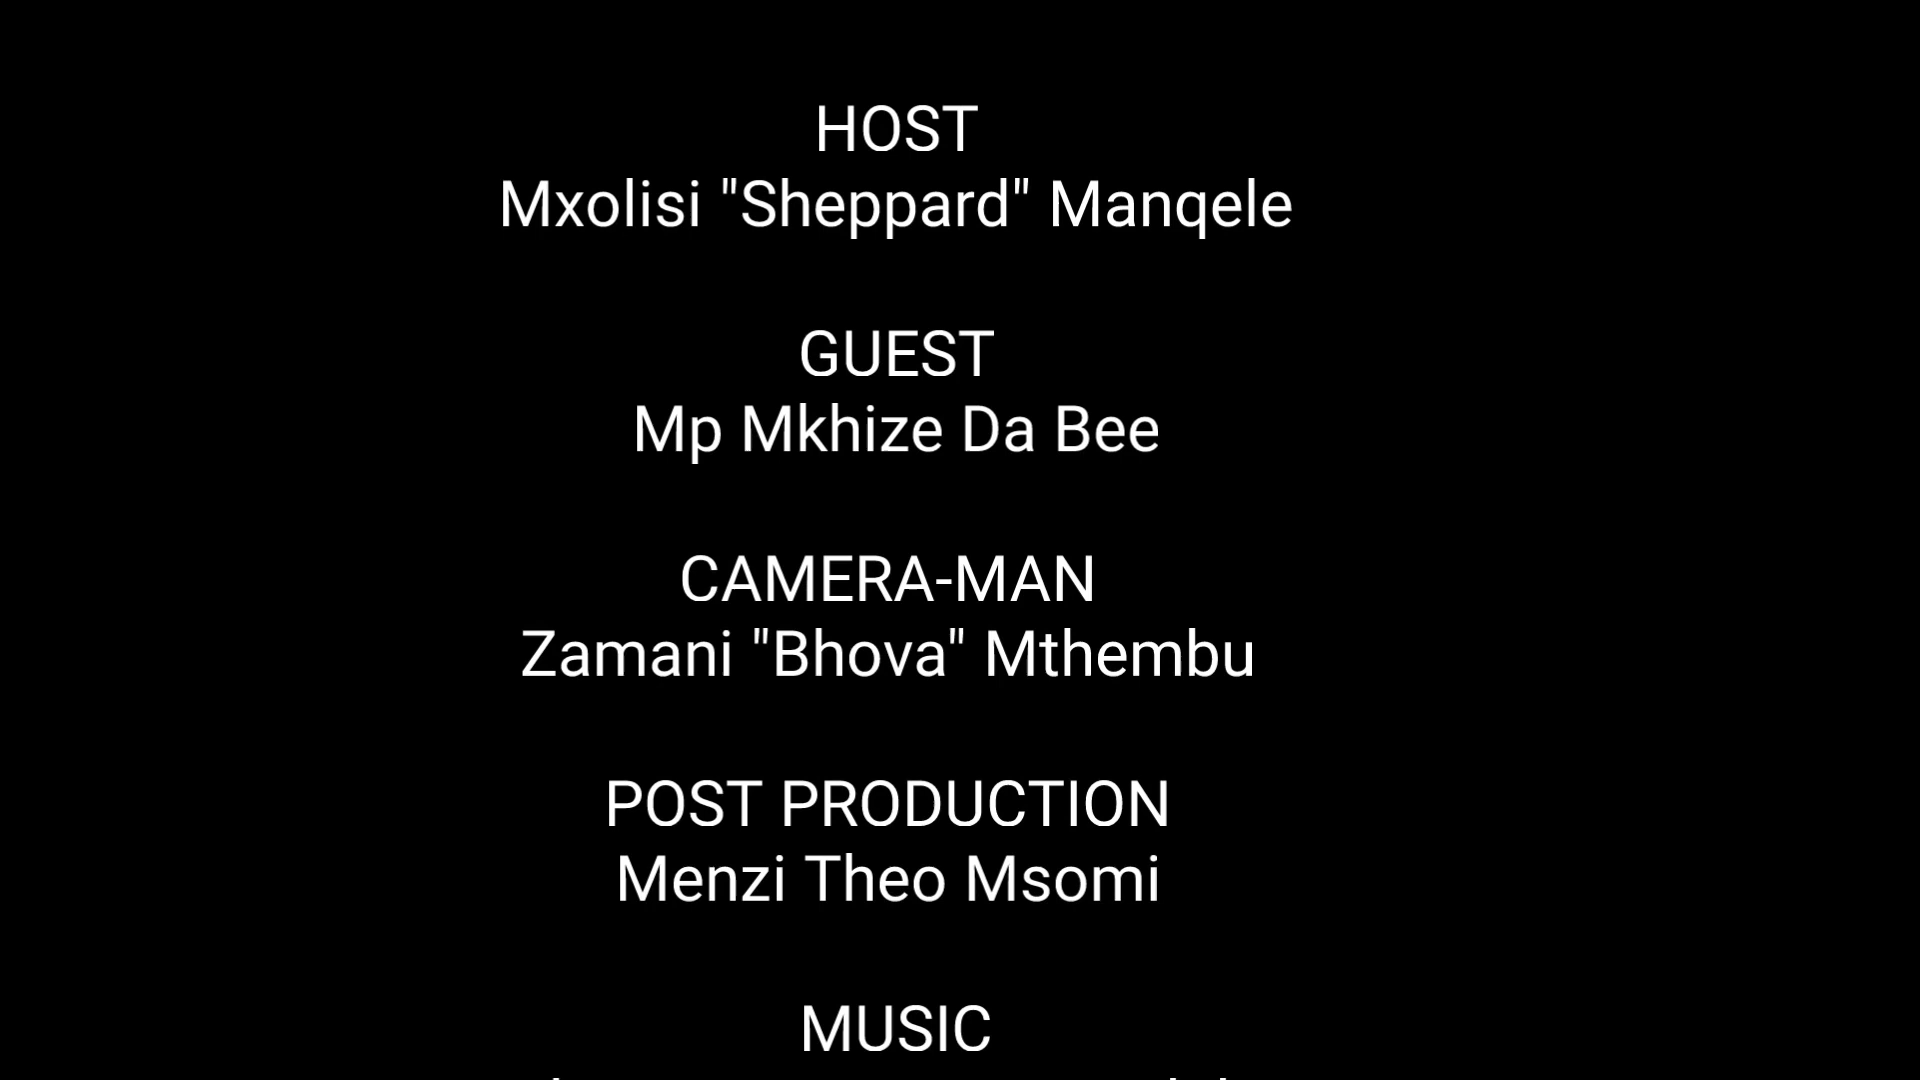 HOST
Mxolisi "Sheppard" Manqele
GUEST
Mp Mkhize Da Bee
CAMERA-MAN
Zamani "Bhova" Mthembu
POST PRODUCTION
Menzi Theo Msomi
MUSIC